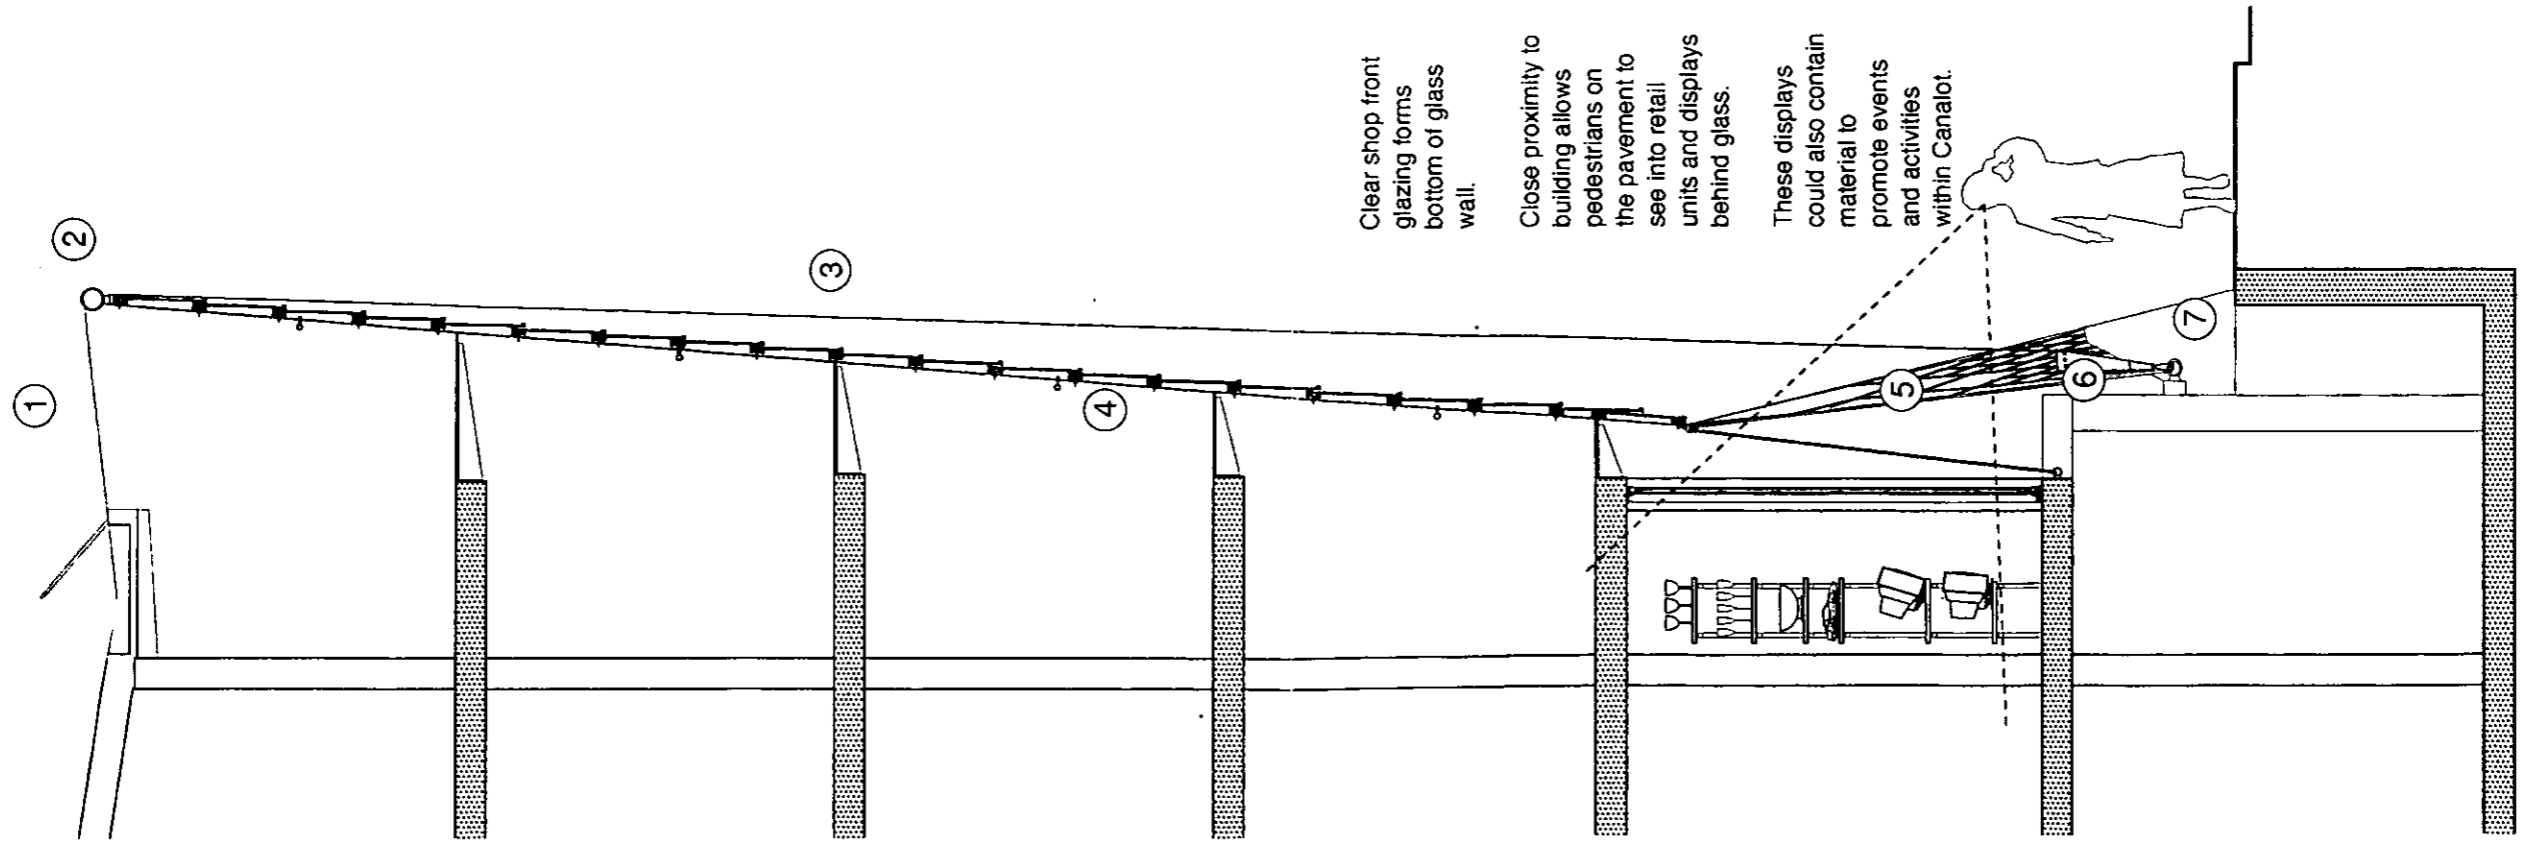 1
2
3
4
5
6
7
Clear shop front
glazing forms
bottom of glass
wall.
Close proximity to
building allows
pedestrians on
the pavement to
see into retail
units and displays
behind glass.
These displays
could also contain
material to
promote events
and activities
within Canalot.